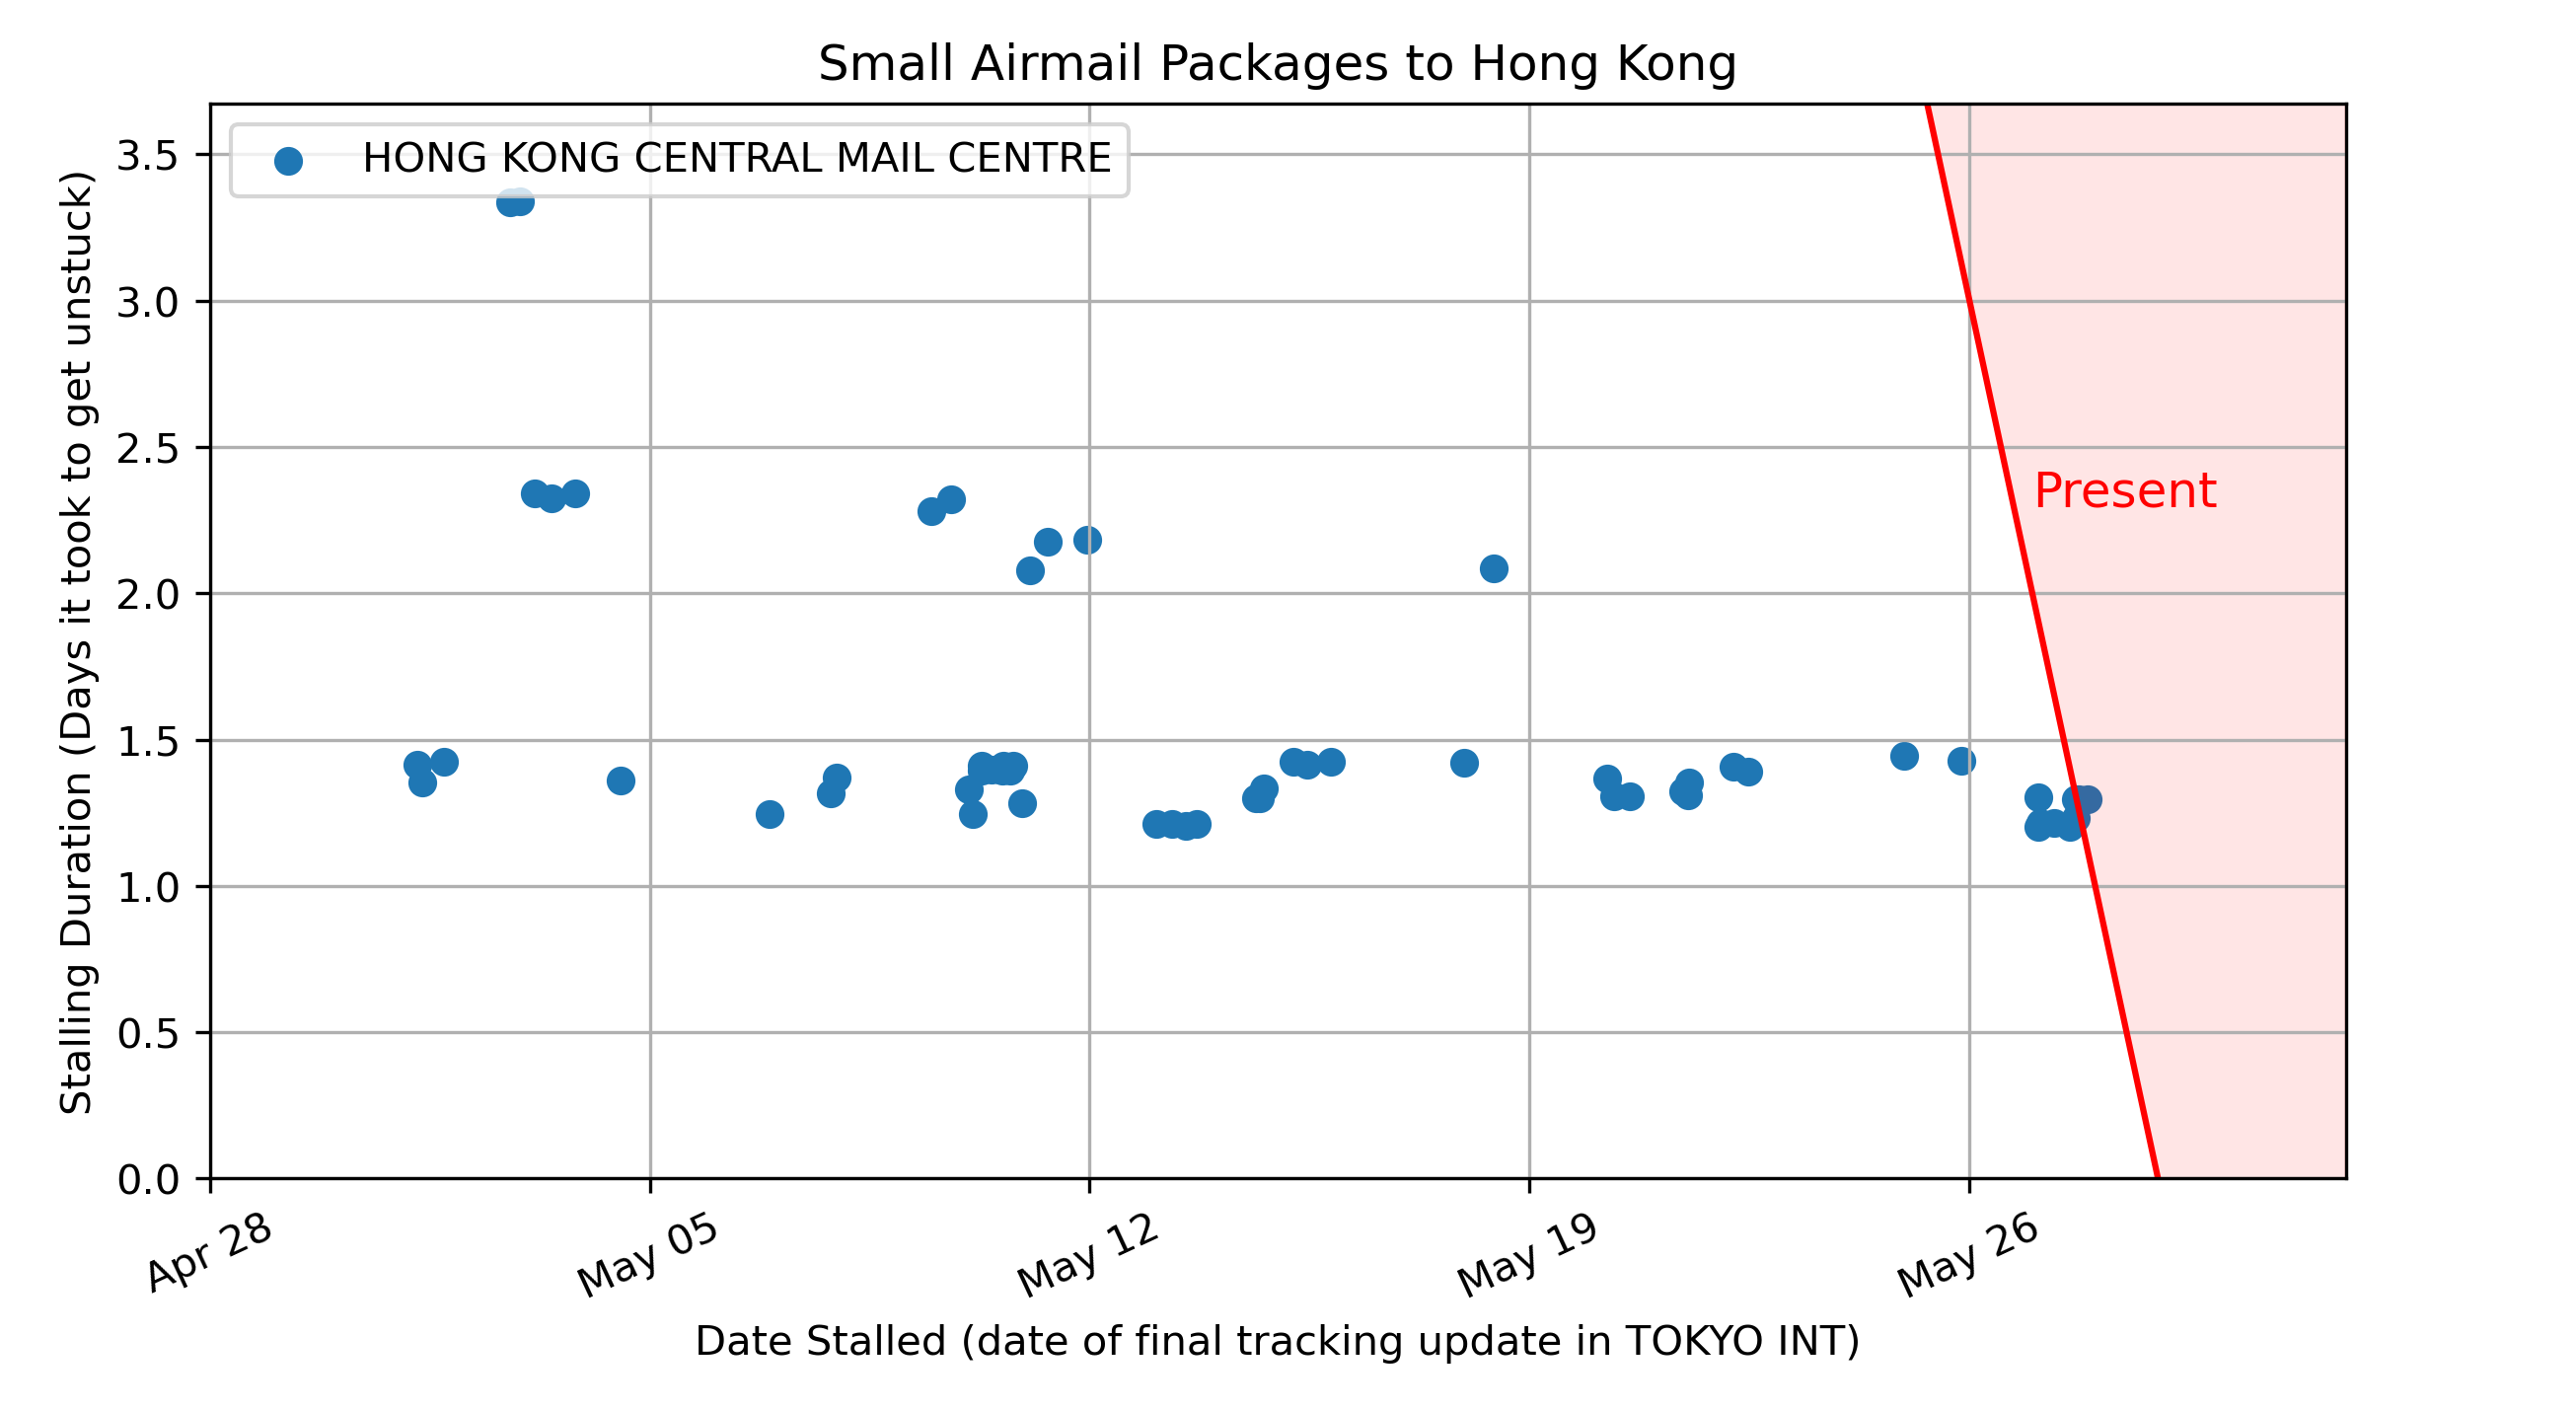 Small Airmail Packages to Hong Kong
HONG KONG CENTRAL MAIL CENTRE
Stalling Duration (Days it took to get unstuck)
3.5
3.0
2.5
2.0
1.5
1.0
0.5
0.0
Present
Apr 28
May 05
May 12
May 19
May 26
Date Stalled (date of final tracking update in TOKYO INT)